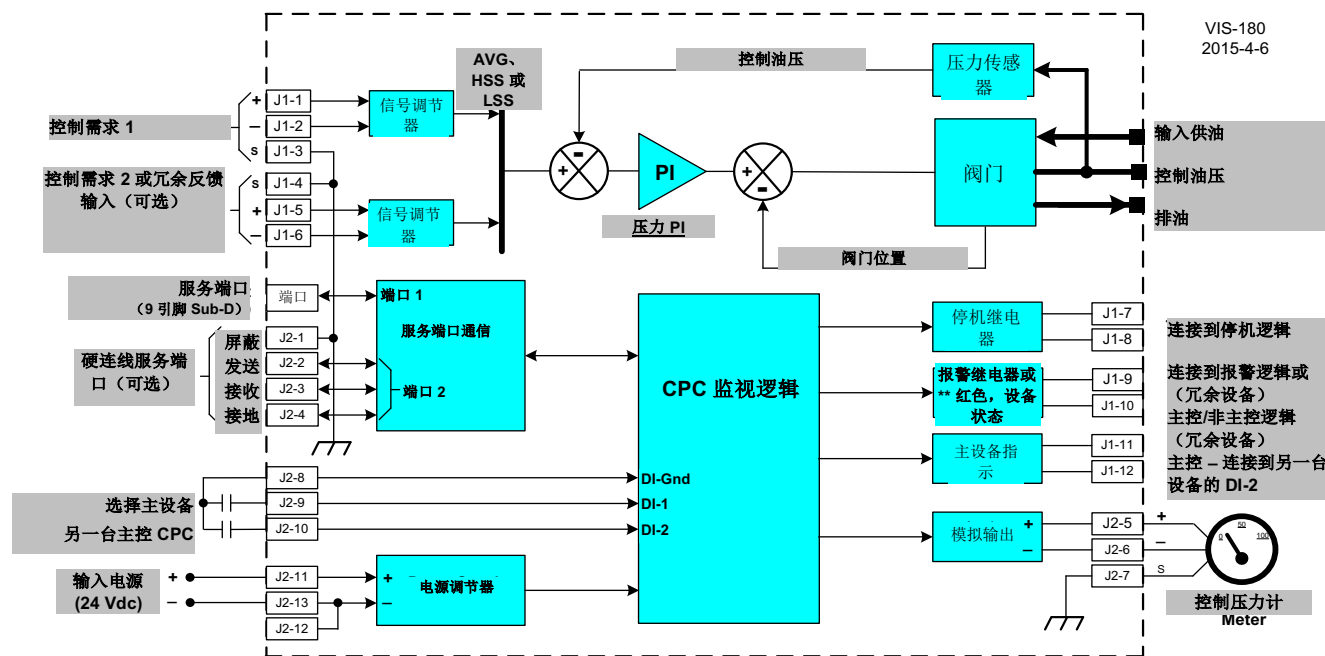 VIS-180
2015-4-6
AVG、
HSS 或
LSS
控制油压
压力传感
器
控制需求 1
+
J1-1
−
J1-2
s
J1-3
信号调节
器
控制需求 2 或冗余反馈
输入（可选）
s
J1-4
+
J1-5
−
J1-6
信号调节
器
-
+
PI
压力 PI
+
-
阀门
阀门位置
输入供油
控制油压
排油
服务端口
（9 引脚 Sub-D）
端口
端口 1
服务端口通信
端口 2
硬连线服务端
口（可选）
屏蔽
J2-1
发送
J2-2
接收
J2-3
接地
J2-4
CPC 监视逻辑
DI-Gnd
DI-1
DI-2
选择主设备
另一台主控 CPC
J2-8
J2-9
J2-10
输入电源
(24 Vdc)
+
J2-11
−
J2-13
J2-12
+
−
电源调节器
停机继电
器
J1-7
J1-8
连接到停机逻辑
报警继电器或
** 红色，设备
状态
J1-9
J1-10
连接到报警逻辑或
（冗余设备）
主控/非主控逻辑
（冗余设备）
主控 – 连接到另一台
设备的 DI-2
主设备指
示
J1-11
J1-12
模拟输出
+
−
J2-5
+
J2-6
−
J2-7
S
0
50
100
控制压力计
Meter